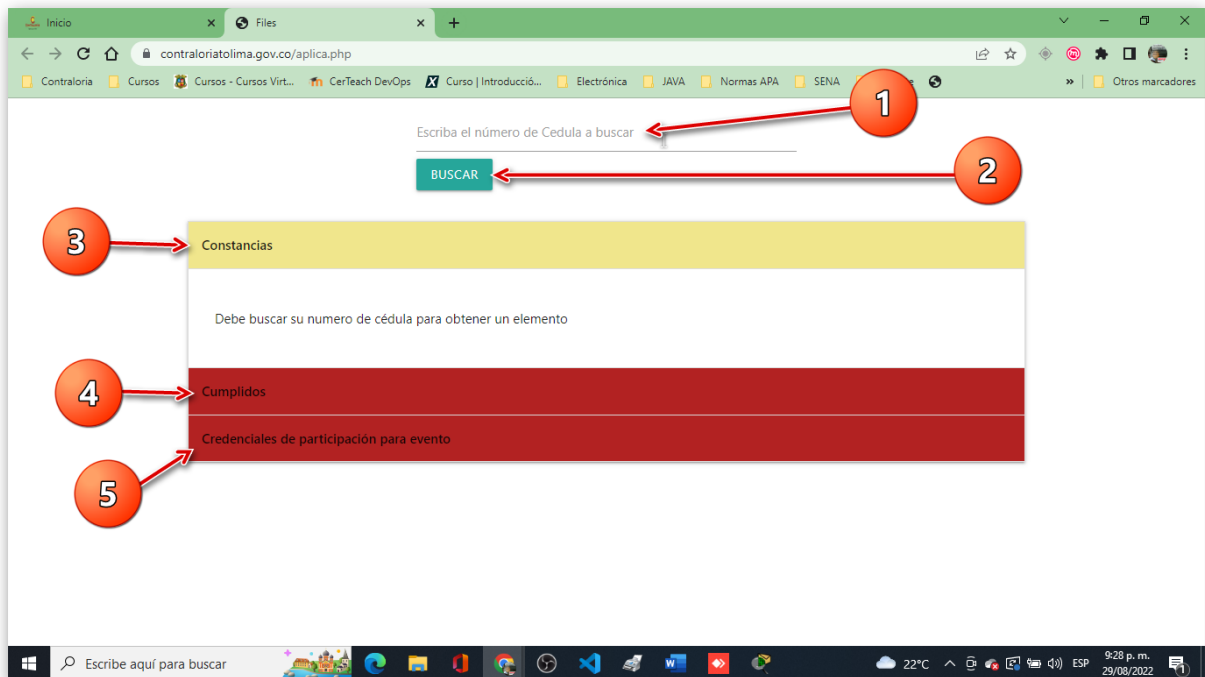 Inicio
Files
contraloriatolima.gov.co/aplica.php
Contraloria
Cursos
Cursos - Cursos Virt...
CerTeach DevOps
Curso | Introducció...
Electrónica
JAVA
Normas APA
SENA
»
Otros marcadores
1
Escriba el número de Cedula a buscar
BUSCAR
2
3
Constancias
Debe buscar su numero de cédula para obtener un elemento
4
Cumplidos
Credenciales de participación para evento
5
Escribe aquí para buscar
22°C
ESP
9:28 p. m.
29/08/2022
1